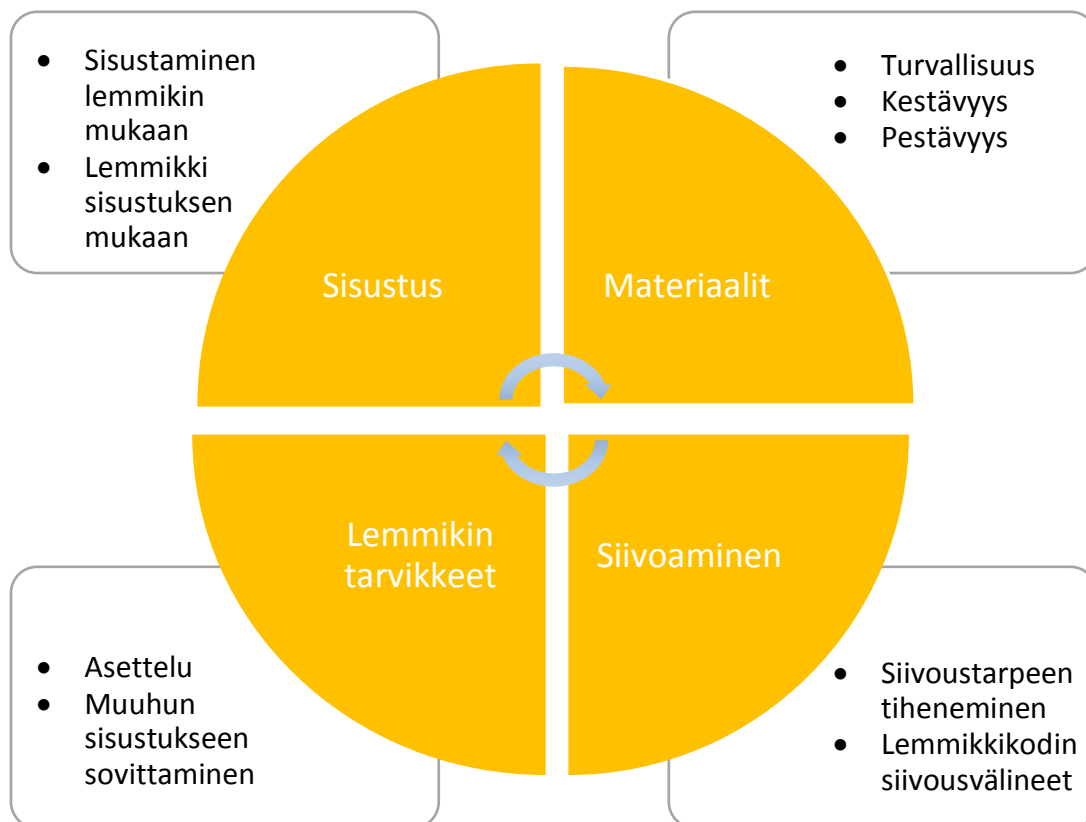 • Sisustaminen
lemmikin
mukaan
• Lemmikki
sisustuksen
mukaan
• Turvallisuus
• Kestävyys
• Pestävyys
Sisustus
Materiaalit
Lemmikin
tarvikkeet
Siivoaminen
• Asettelu
• Muuhun
sisustukseen
sovittaminen
• Siivoustarpeen
tiheneminen
• Lemmikkikodin
siivousvälineet